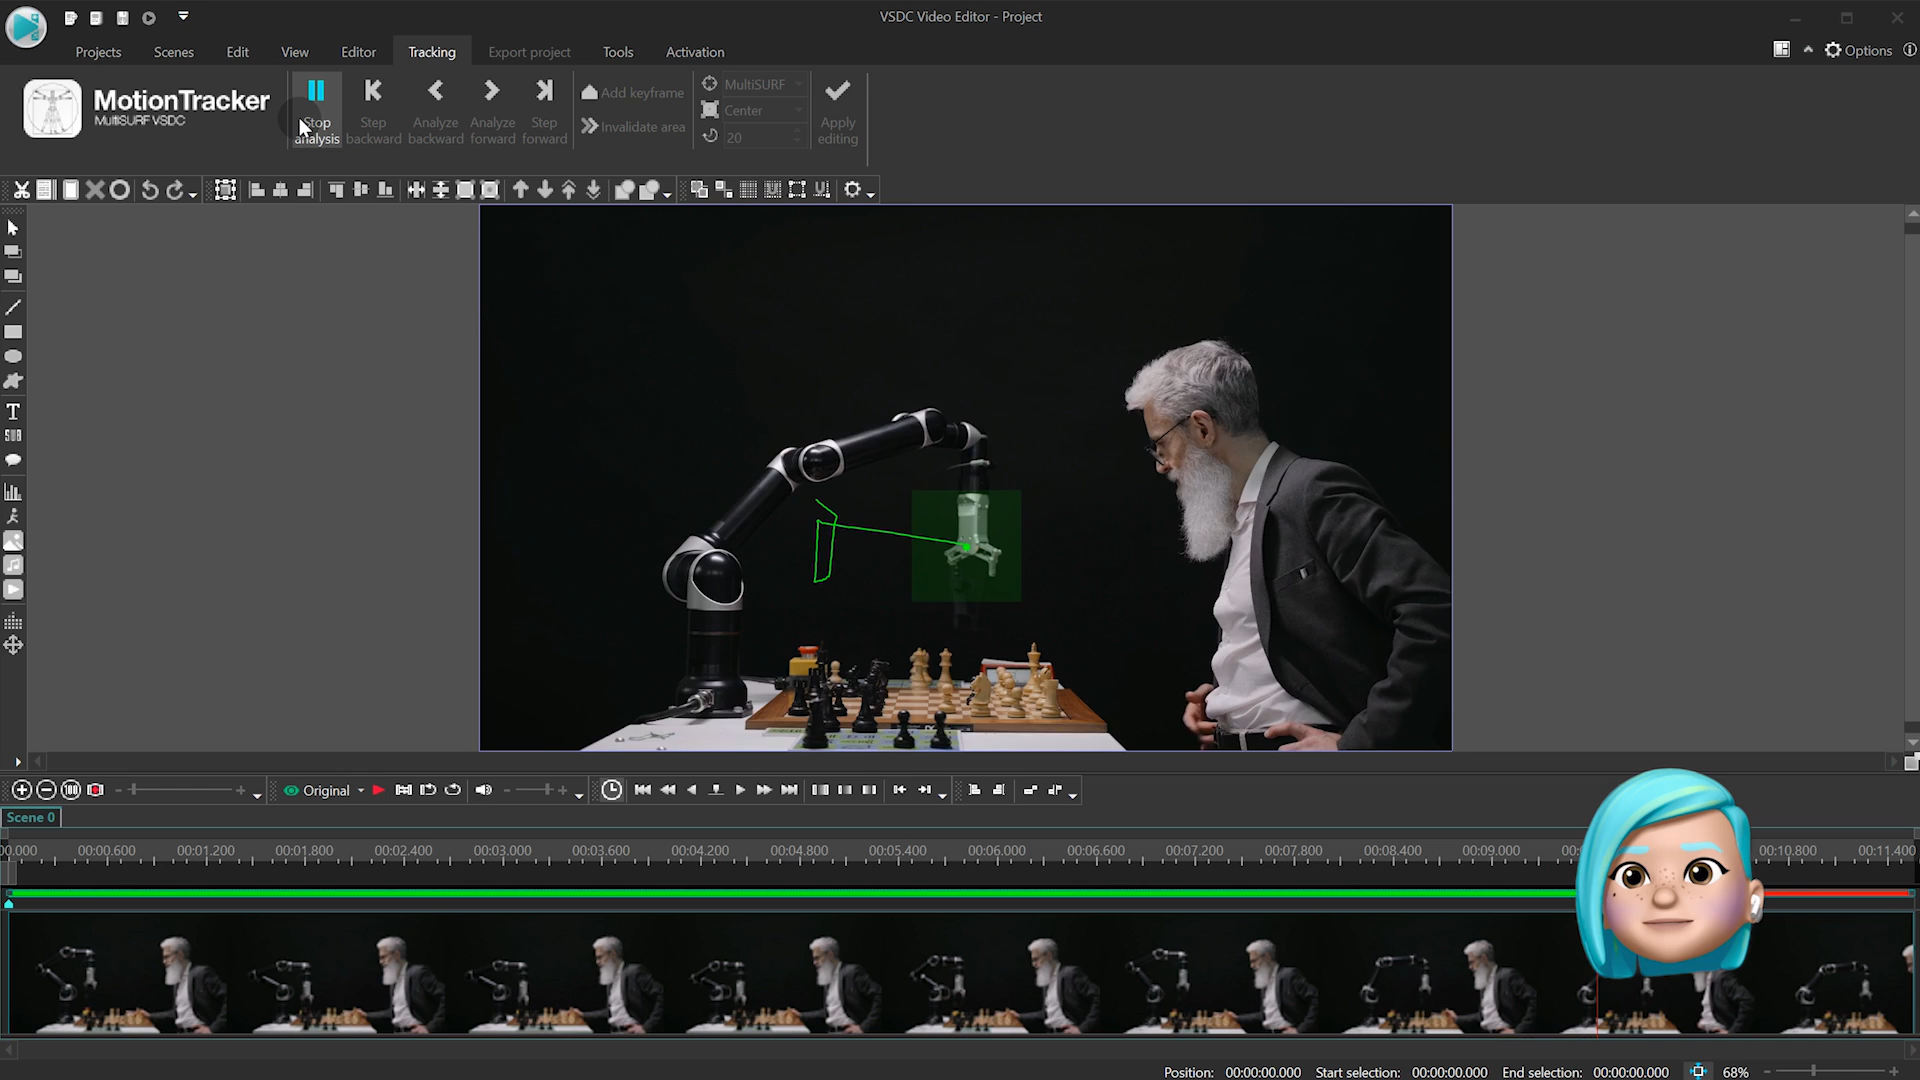 VSDC Video Editor - Project
Projects Scenes Edit View Editor Tracking Export project Tools Activation Options
MotionTracker
MultiSURF VSDC
Stop analysis
Step backward
Analyze backward
Analyze forward
Step forward
Add keyframe
Invalidate area
MultiSURF
Center
20
Apply editing
T
SUB
Original
Scene 0
00:00.600 00:01.200 00:01.800 00:02.400 00:03.000 00:03.600 00:04.200 00:04.800 00:05.400 00:06.000 00:06.600 00:07.200 00:07.800 00:08.400 00:09.000 00:10.800 00:11.400
Position: 00:00:00.000 Start selection: 00:00:00.000 End selection: 00:00:00.000 68%